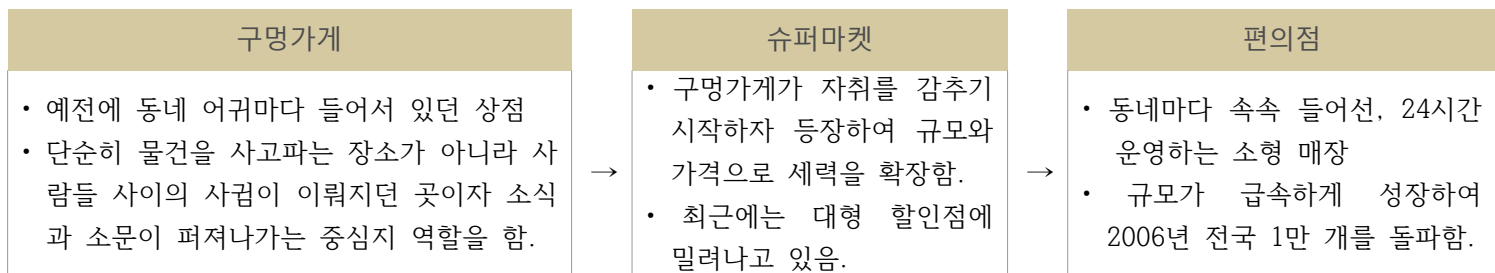 구멍가게
• 예전에 동네 어귀마다 들어서 있던 상점
• 단순히 물건을 사고파는 장소가 아니라 사
람들 사이의 사귐이 이뤄지던 곳이자 소식
과 소문이 퍼져나가는 중심지 역할을 함.
→
슈퍼마켓
• 구멍가게가 자취를 감추기
시작하자 등장하여 규모와
가격으로 세력을 확장함.
• 최근에는 대형 할인점에
밀려나고 있음.
→
편의점
• 동네마다 속속 들어선, 24시간
운영하는 소형 매장
• 규모가 급속하게 성장하여
2006년 전국 1만 개를 돌파함.